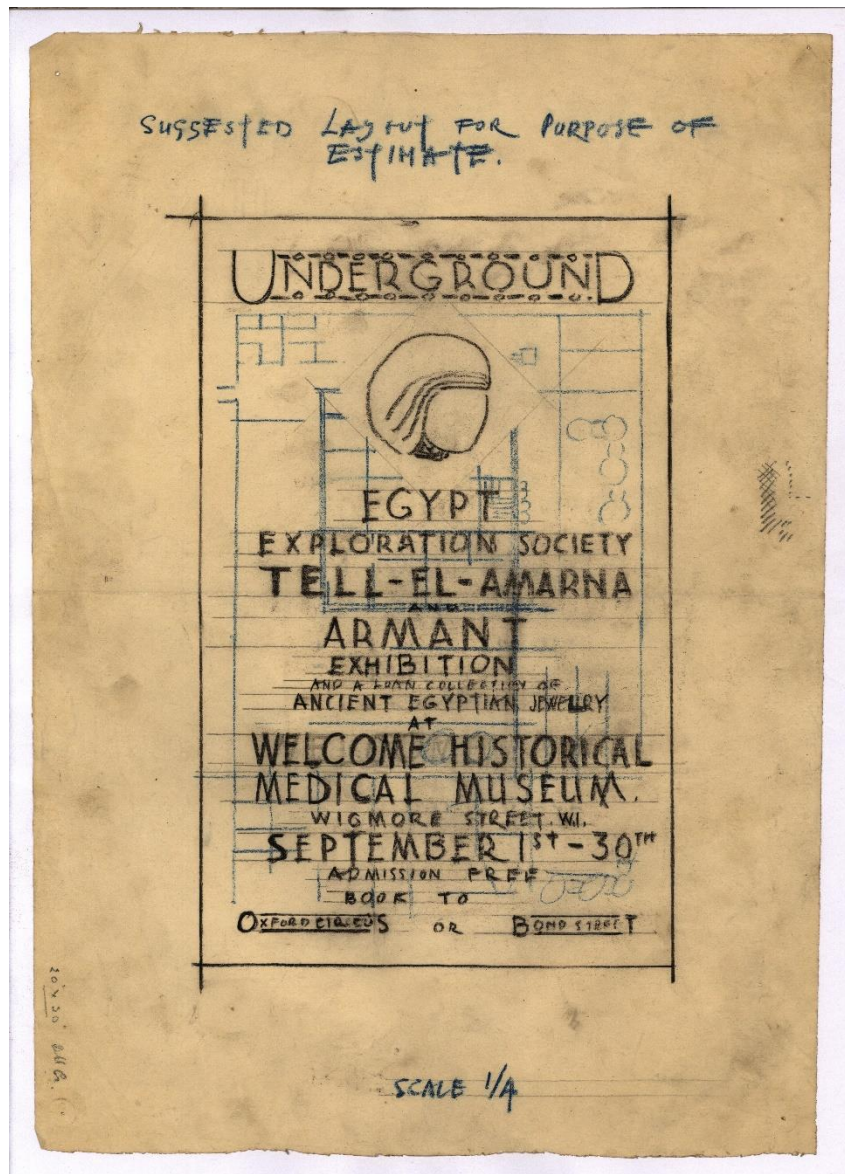 SUGGESTED LAYOUT FOR PURPOSE OF
ESTIMATE.
UNDERGROUND
EGYPT
EXPLORATION SOCIETY
TELL-EL-AMARNA
AND
ARMANT
EXHIBITION
AND A LOAN COLLECTION OF
ANCIENT EGYPTIAN JEWELLRY
AT
WELCOME HISTORICAL
MEDICAL MUSEUM.
WIGMORE STREET. W.1.
SEPTEMBER 1ST-30TH
ADMISSION FREE
BOOK TO
OXFORD CIRCUS OR BOND STREET
20" x 30"
SCALE 1/4